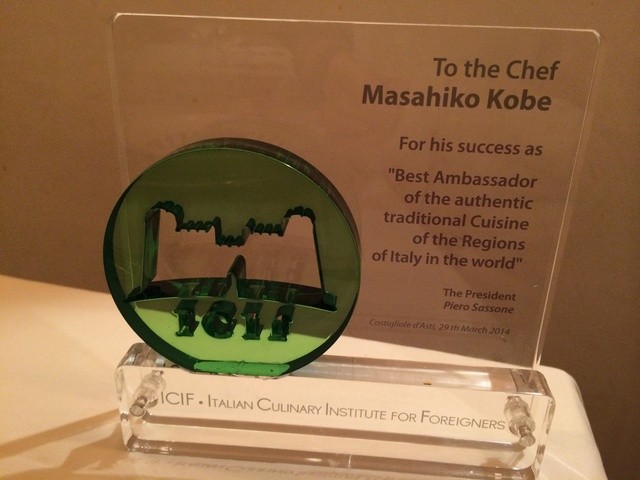 To the Chef
Masahiko Kobe
For his success as
"Best Ambassador
of the authentic
traditional Cuisine
of the Regions
of Italy in the world"
The President
Piero Sassone
Costigliole d'Asti, 29th March 2014
ICIF
ICIF • ITALIAN CULINARY INSTITUTE FOR FOREIGNERS